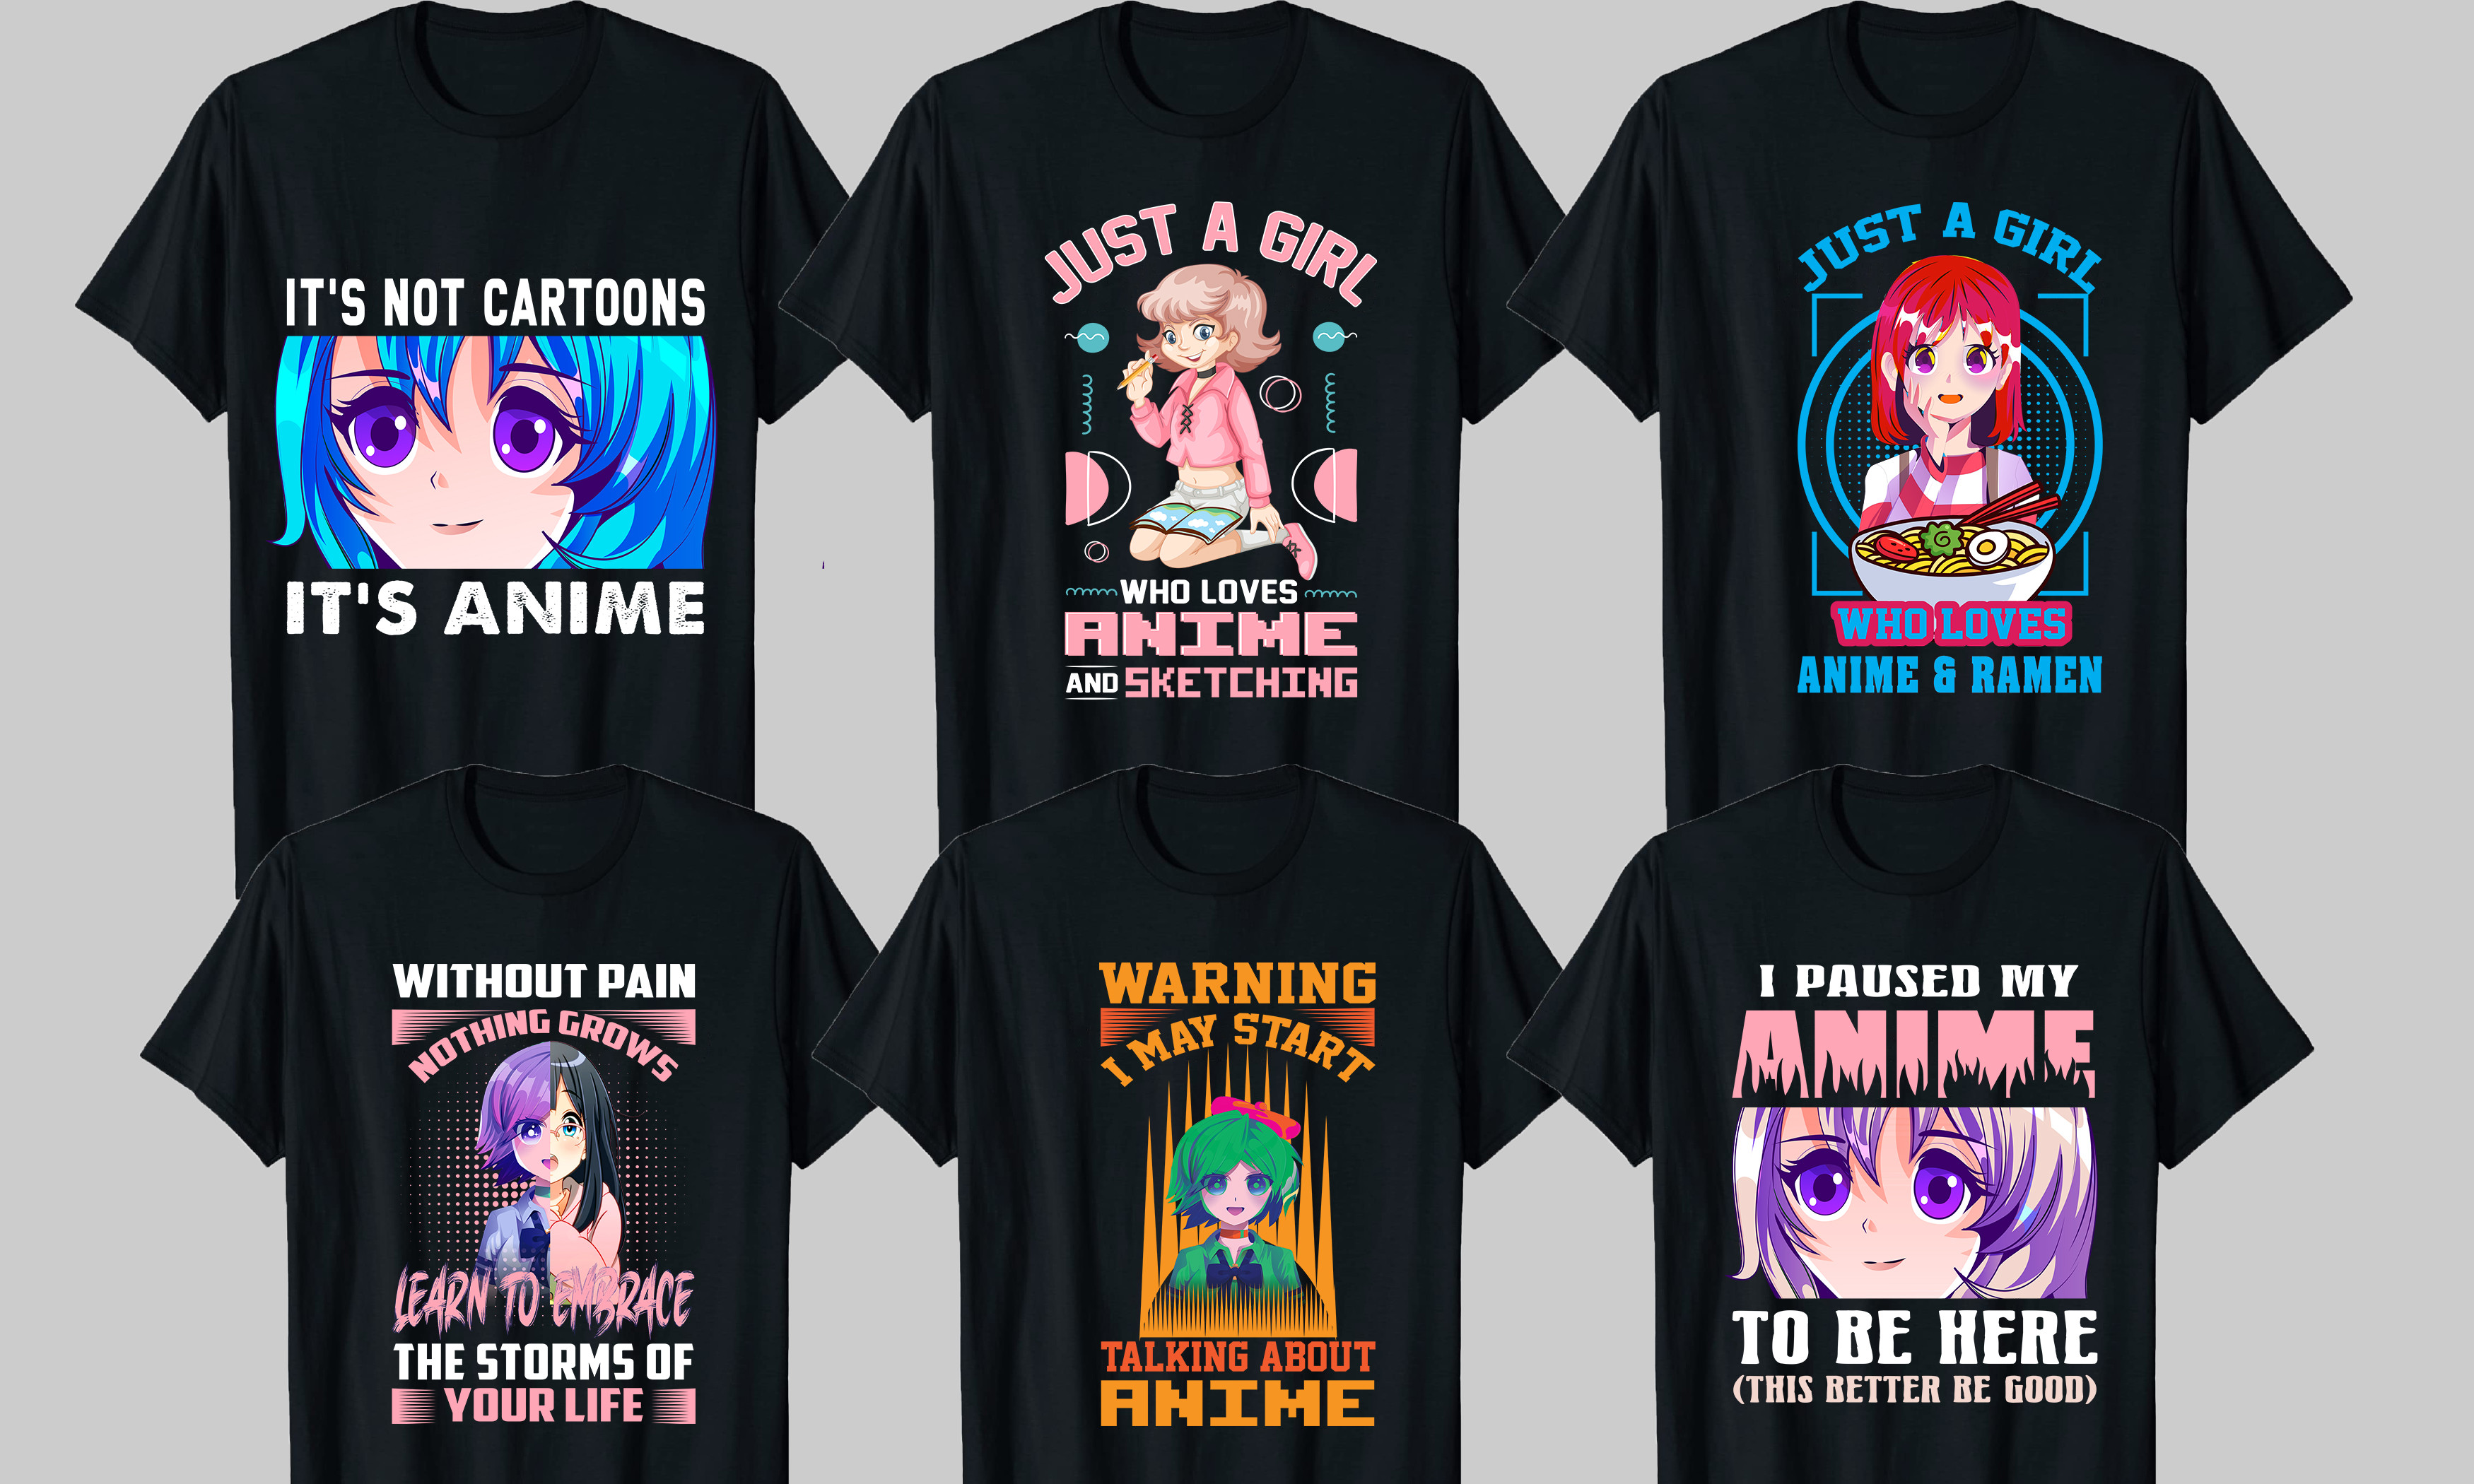 IT'S NOT CARTOONS
IT'S ANIME
JUST A GIRL
WHO LOVES
ANIME
AND SKETCHING
JUST A GIRL
WHO LOVES
ANIME & RAMEN
WITHOUT PAIN
NOTHING GROWS
LEARN TO EMBRACE
THE STORMS OF
YOUR LIFE
WARNING
I MAY START
TALKING ABOUT
ANIME
I PAUSED MY
ANIME
TO BE HERE
(THIS BETTER BE GOOD)